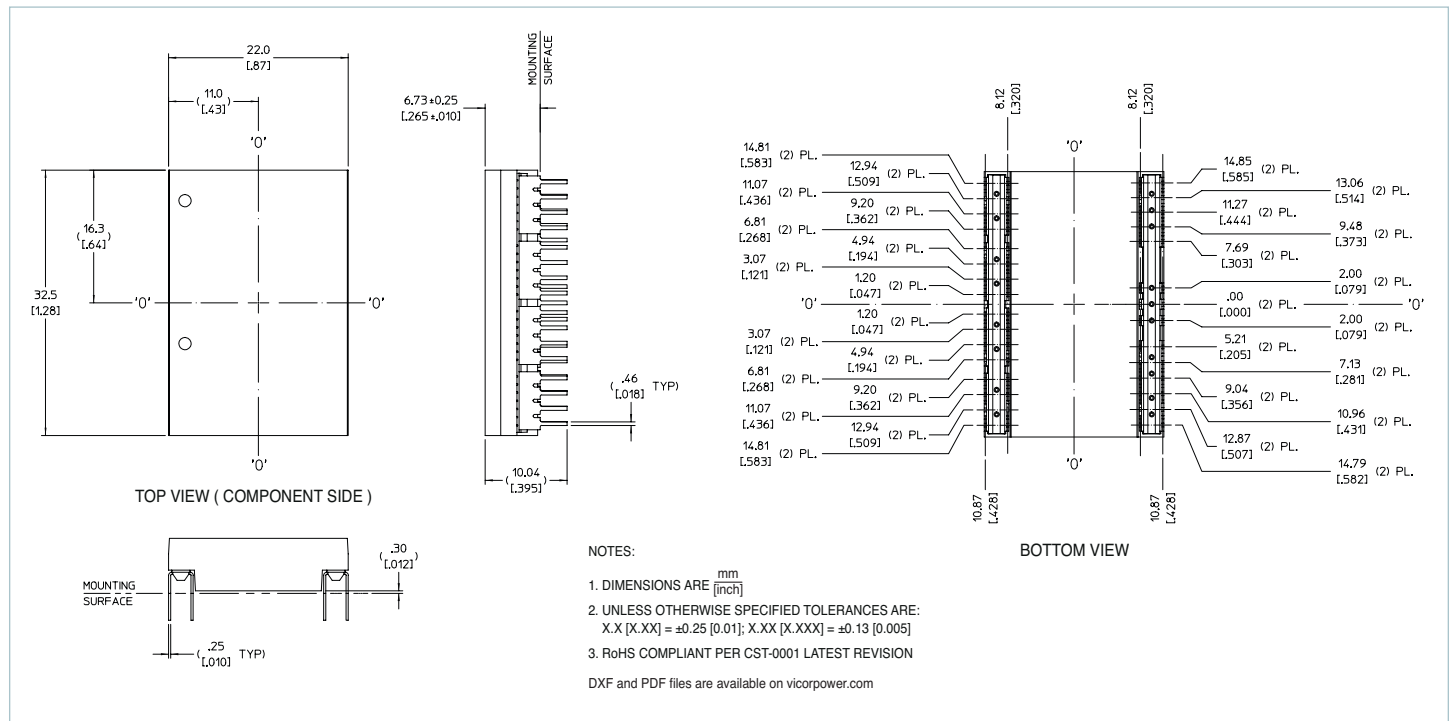 22.0
[.87]
( 11.0 )
[.43]
'0'
( 16.3 )
[.64]
32.5
[1.28]
'0'
'0'
'0'
TOP VIEW ( COMPONENT SIDE )
MOUNTING
SURFACE
6.73±0.25
[.265±.010]
( .46 TYP)
[.018]
( 10.04 )
[.395]
8.12
[.320]
8.12
[.320]
'0'
14.81
[.583] (2) PL.
12.94
[.509] (2) PL.
11.07
[.436] (2) PL.
9.20
[.362] (2) PL.
6.81
[.268] (2) PL.
4.94
[.194] (2) PL.
3.07
[.121] (2) PL.
1.20
[.047] (2) PL.
'0'
1.20
[.047] (2) PL.
3.07
[.121] (2) PL.
4.94
[.194] (2) PL.
6.81
[.268] (2) PL.
9.20
[.362] (2) PL.
11.07
[.436] (2) PL.
12.94
[.509] (2) PL.
14.81
[.583] (2) PL.
14.85
[.585] (2) PL.
13.06
[.514] (2) PL.
11.27
[.444] (2) PL.
9.48
[.373] (2) PL.
7.69
[.303] (2) PL.
2.00
[.079] (2) PL.
.00
[.000] (2) PL.
'0'
2.00
[.079] (2) PL.
5.21
[.205] (2) PL.
7.13
[.281] (2) PL.
9.04
[.356] (2) PL.
10.96
[.431] (2) PL.
12.87
[.507] (2) PL.
14.79
[.582] (2) PL.
'0'
10.87
[.428]
10.87
[.428]
BOTTOM VIEW
MOUNTING
SURFACE
( .30 )
[.012]
( .25 TYP)
[.010]
NOTES:
1. DIMENSIONS ARE mm
[inch]
2. UNLESS OTHERWISE SPECIFIED TOLERANCES ARE:
X.X [X.XX] = ±0.25 [0.01]; X.XX [X.XXX] = ±0.13 [0.005]
3. RoHS COMPLIANT PER CST-0001 LATEST REVISION
DXF and PDF files are available on vicorpower.com